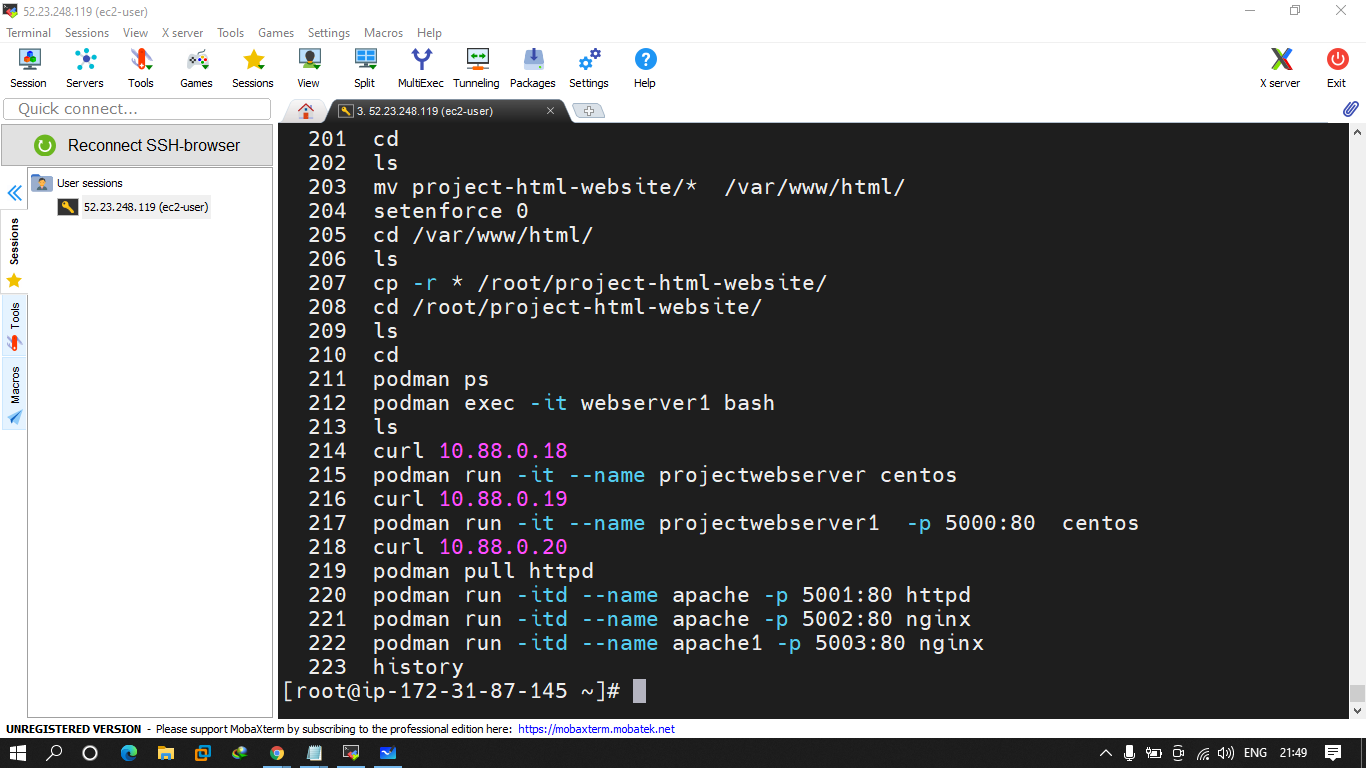 52.23.248.119 (ec2-user)
Terminal Sessions View X server Tools Games Settings Macros Help
Session Servers Tools Games Sessions View Split MultiExec Tunneling Packages Settings Help X server Exit
Quick connect...
3. 52.23.248.119 (ec2-user)
Reconnect SSH-browser
User sessions
52.23.248.119 (ec2-user)
Sessions
Tools
Macros
201 cd
202 ls
203 mv project-html-website/* /var/www/html/
204 setenforce 0
205 cd /var/www/html/
206 ls
207 cp -r * /root/project-html-website/
208 cd /root/project-html-website/
209 ls
210 cd
211 podman ps
212 podman exec -it webserver1 bash
213 ls
214 curl 10.88.0.18
215 podman run -it --name projectwebserver centos
216 curl 10.88.0.19
217 podman run -it --name projectwebserver1 -p 5000:80 centos
218 curl 10.88.0.20
219 podman pull httpd
220 podman run -itd --name apache -p 5001:80 httpd
221 podman run -itd --name apache -p 5002:80 nginx
222 podman run -itd --name apache1 -p 5003:80 nginx
223 history
[root@ip-172-31-87-145 ~]#
UNREGISTERED VERSION - Please support MobaXterm by subscribing to the professional edition here: https://mobaxterm.mobatek.net
ENG 21:49